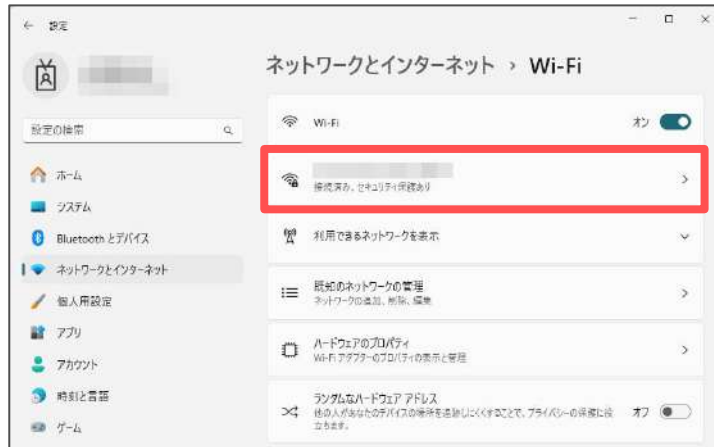 設定
ネットワークとインターネット › Wi-Fi
設定の検索
ホーム
システム
Bluetooth とデバイス
ネットワークとインターネット
個人用設定
アプリ
アカウント
時刻と言語
ゲーム
Wi-Fi
オン
接続済み、セキュリティ保護あり
利用できるネットワークを表示
既知のネットワークの管理
ネットワークの追加、削除、編集
ハードウェアのプロパティ
Wi-Fi アダプターのプロパティの表示と管理
ランダムなハードウェア アドレス
他の人があなたのデバイスの場所を追跡しにくくすることで、プライバシーの保護に役
立ちます。
オフ